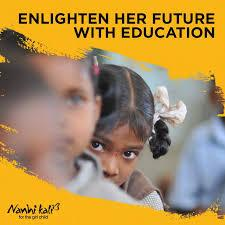 ENLIGHTEN HER FUTURE
WITH EDUCATION
Nanhi Kali
for the girl child